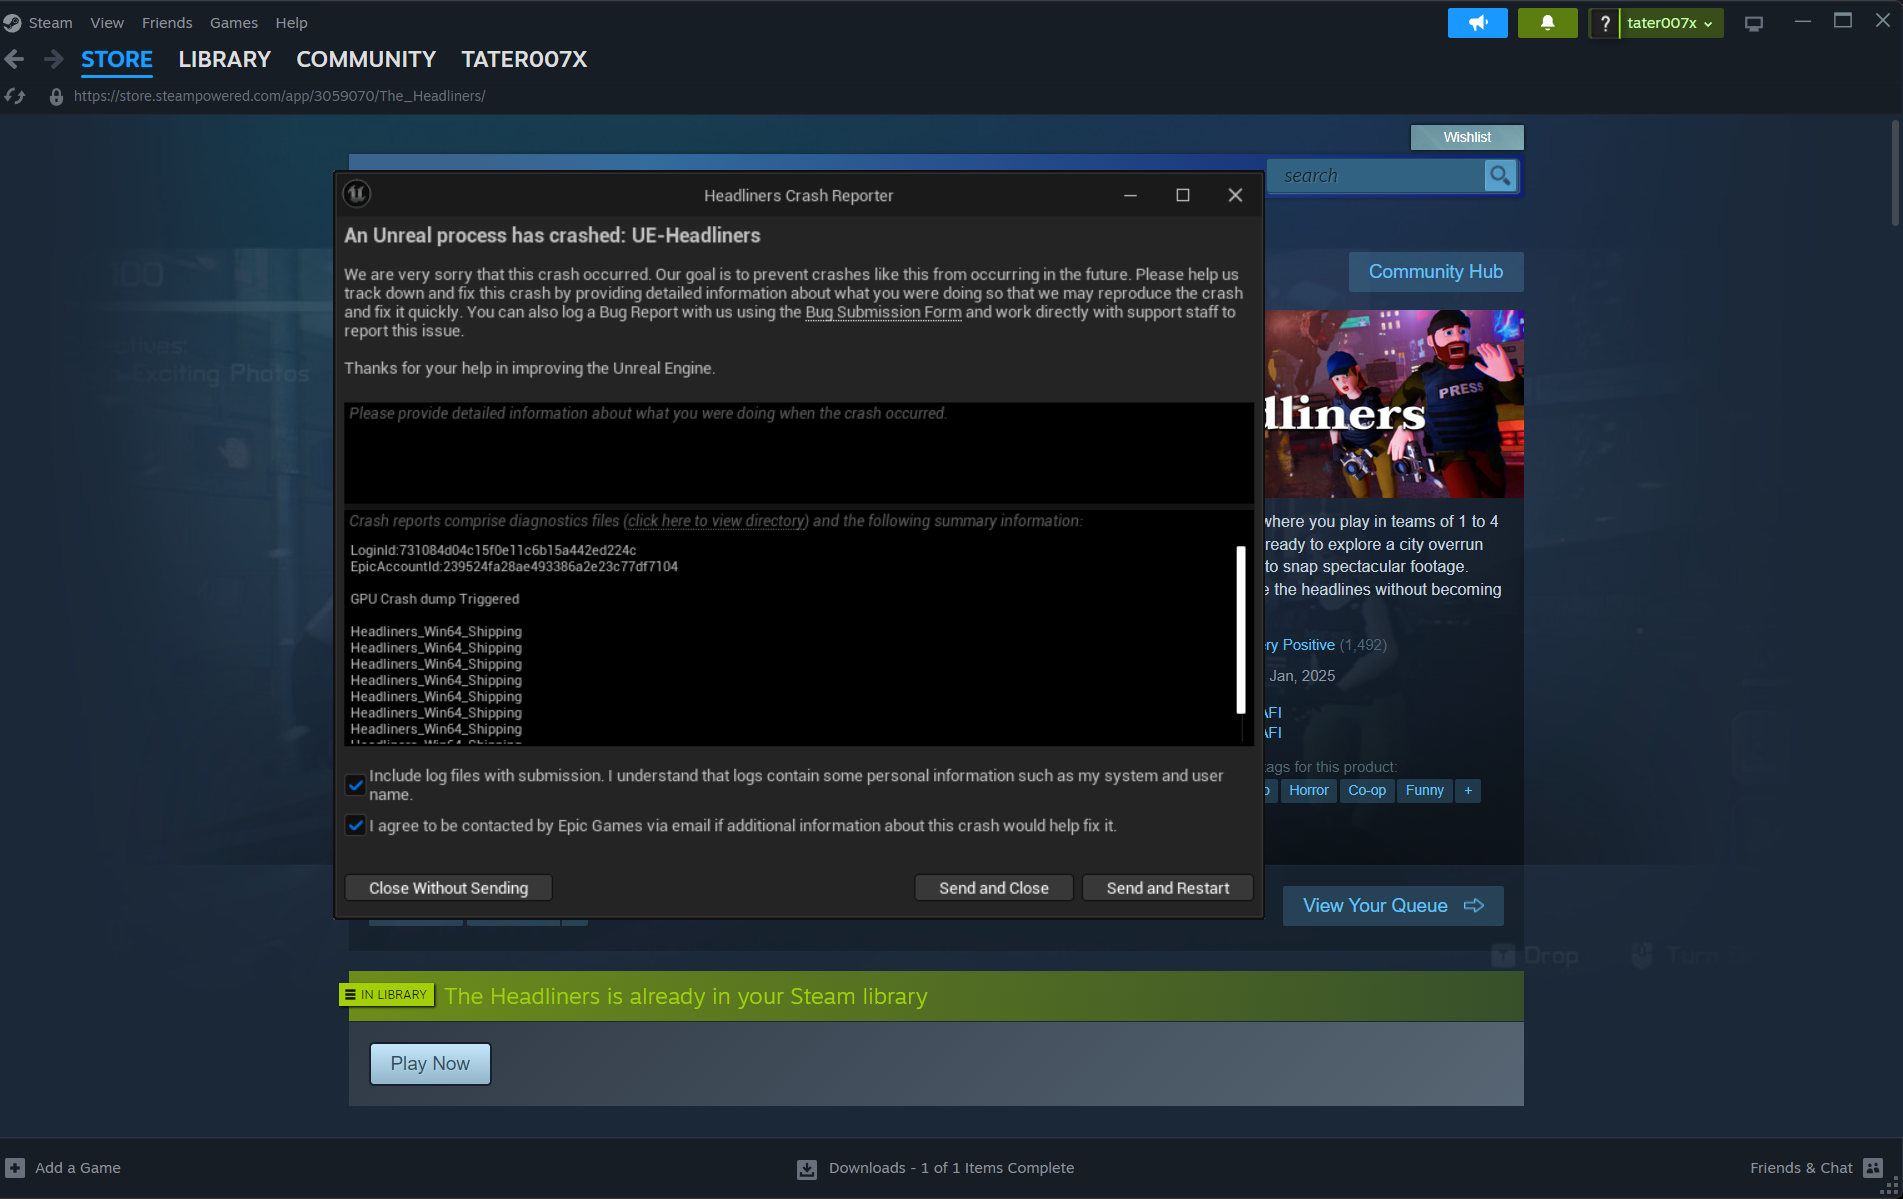 Steam View Friends Games Help
? tater007x
STORE LIBRARY COMMUNITY TATER007X
https://store.steampowered.com/app/3059070/The_Headliners/
Wishlist
search
Headliners Crash Reporter
An Unreal process has crashed: UE-Headliners
We are very sorry that this crash occurred. Our goal is to prevent crashes like this from occurring in the future. Please help us
track down and fix this crash by providing detailed information about what you were doing so that we may reproduce the crash
and fix it quickly. You can also log a Bug Report with us using the Bug Submission Form and work directly with support staff to
report this issue.
Thanks for your help in improving the Unreal Engine.
Please provide detailed information about what you were doing when the crash occurred.
Crash reports comprise diagnostics files (click here to view directory) and the following summary information:
LoginId:731084d04c15f0e11c6b15a442ed224c
EpicAccountId:239524fa28ae493386a2e23c77df7104
GPU Crash dump Triggered
Headliners_Win64_Shipping
Headliners_Win64_Shipping
Headliners_Win64_Shipping
Headliners_Win64_Shipping
Headliners_Win64_Shipping
Headliners_Win64_Shipping
Headliners_Win64_Shipping
Include log files with submission. I understand that logs contain some personal information such as my system and user
name.
I agree to be contacted by Epic Games via email if additional information about this crash would help fix it.
Close Without Sending Send and Close Send and Restart
Community Hub
PRESS
dliners
where you play in teams of 1 to 4
ready to explore a city overrun
to snap spectacular footage.
the headlines without becoming
ry Positive (1,492)
Jan, 2025
AFI
AFI
tags for this product:
Horror Co-op Funny +
View Your Queue
100
Exciting Photos
Drop
IN LIBRARY The Headliners is already in your Steam library
Play Now
Add a Game
Downloads - 1 of 1 Items Complete
Friends & Chat